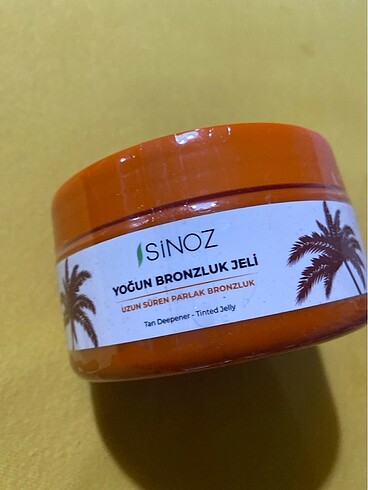 SiNOZ
YOĞUN BRONZLUK JELİ
UZUN SÜREN PARLAK BRONZLUK
Tan Deepener - Tinted Jelly